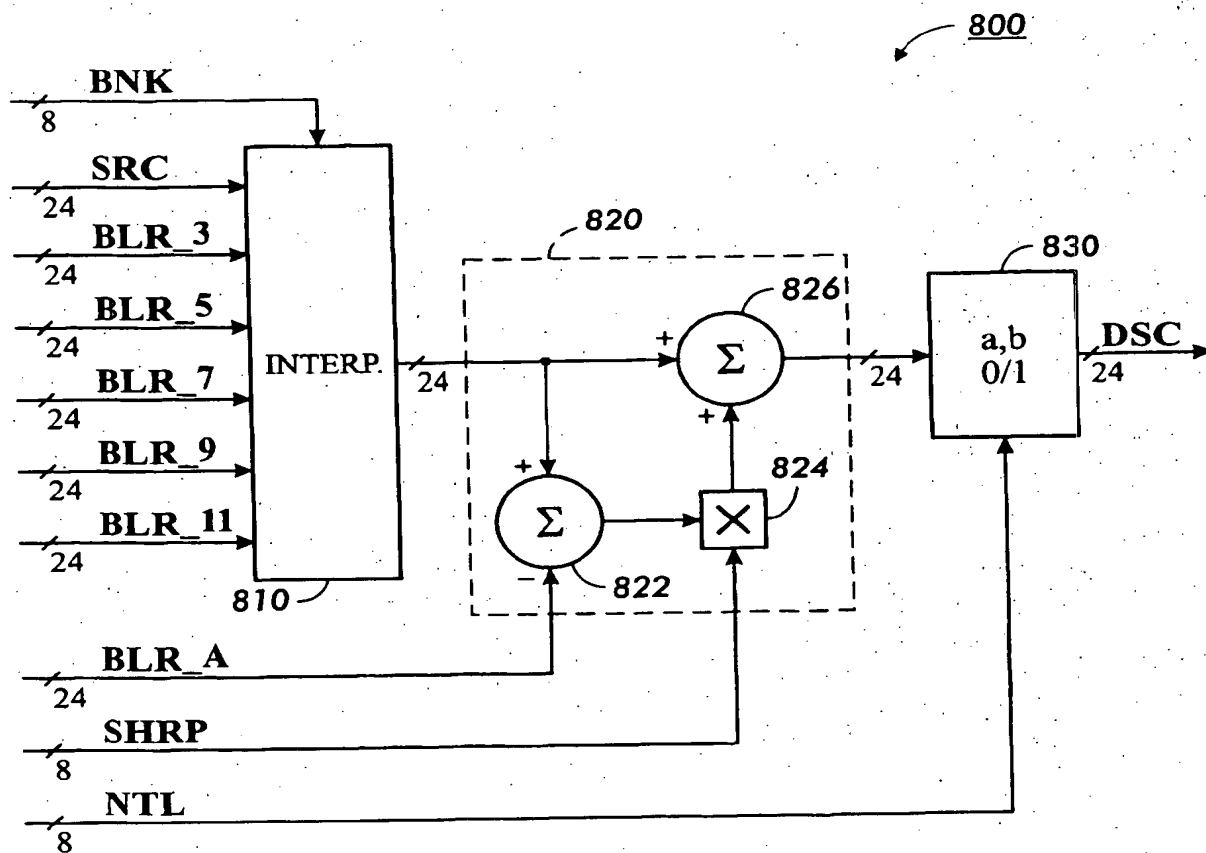 800
BNK
8
SRC
24
BLR_3
24
BLR_5
24
BLR_7
24
BLR_9
24
BLR_11
24
INTERP.
810
24
820
+
Σ
826
+
+
Σ
−
822
×
824
24
830
a,b
0/1
DSC
24
BLR_A
24
SHRP
8
NTL
8